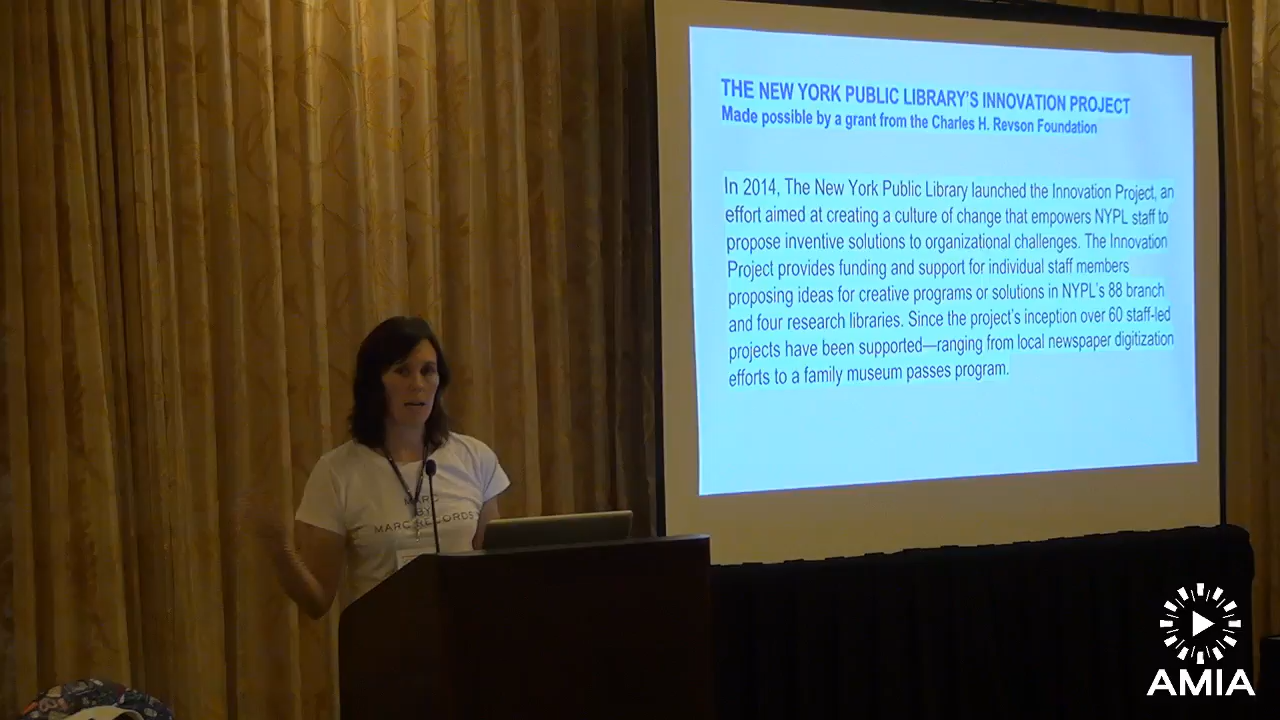 THE NEW YORK PUBLIC LIBRARY'S INNOVATION PROJECT
Made possible by a grant from the Charles H. Revson Foundation
In 2014, The New York Public Library launched the Innovation Project, an
effort aimed at creating a culture of change that empowers NYPL staff to
propose inventive solutions to organizational challenges. The Innovation
Project provides funding and support for individual staff members
proposing ideas for creative programs or solutions in NYPL's 88 branch
and four research libraries. Since the project's inception over 60 staff-led
projects have been supported—ranging from local newspaper digitization
efforts to a family museum passes program.
MARC
BY
MARC RECORDS
AMIA